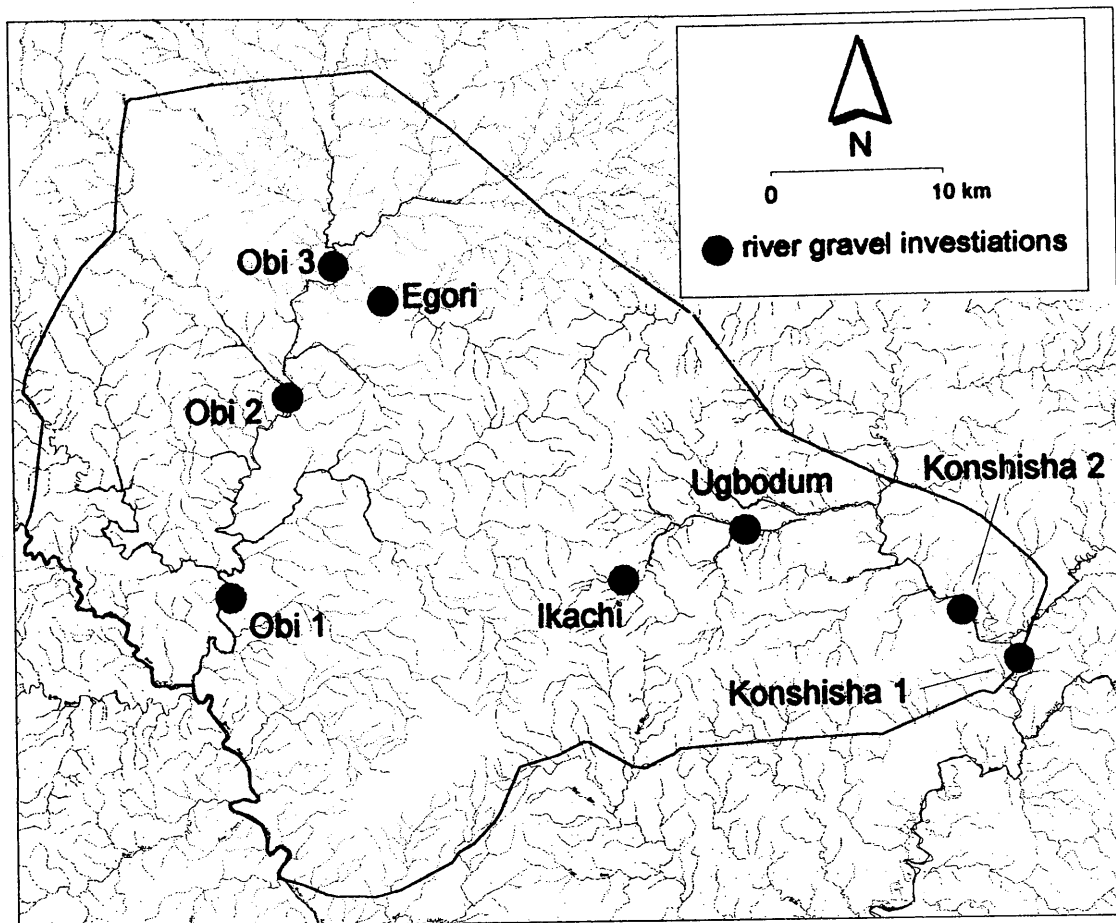 N
0 10 km
river gravel investiations
Obi 3
Egori
Obi 2
Konshisha 2
Ugbodum
Ikachi
Obi 1
Konshisha 1